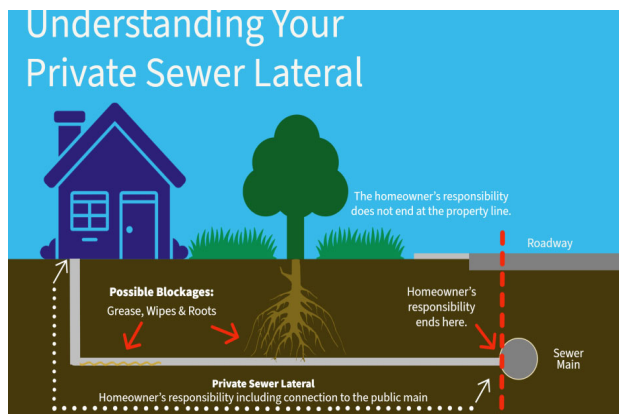 Understanding Your
Private Sewer Lateral
The homeowner's responsibility
does not end at the property line.
Roadway
Possible Blockages:
Grease, Wipes & Roots
Homeowner's
responsibility
ends here.
Sewer
Main
Private Sewer Lateral
Homeowner's responsibility including connection to the public main